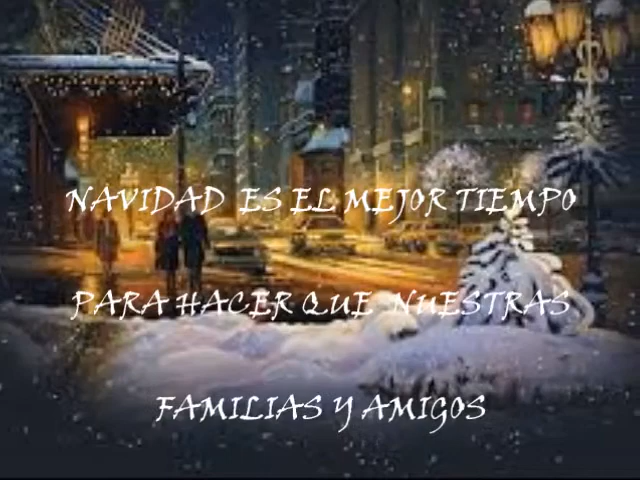 NAVIDAD ES EL MEJOR TIEMPO
PARA HACER QUE NUESTRAS
FAMILIAS Y AMIGOS